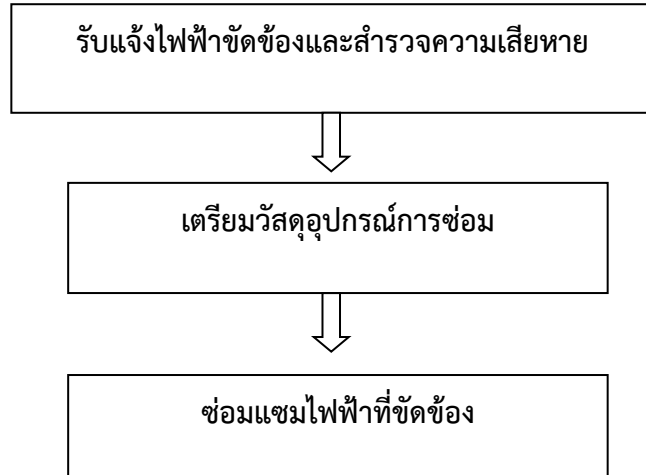 รับแจ้งไฟฟ้าขัดข้องและสำรวจความเสียหาย
เตรียมวัสดุอุปกรณ์การซ่อม
ซ่อมแซมไฟฟ้าที่ขัดข้อง